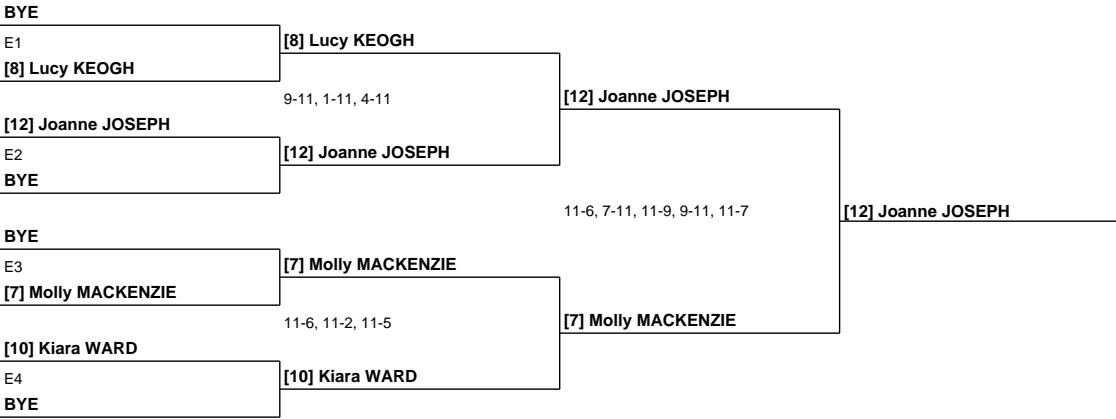 BYE
E1
[8] Lucy KEOGH
[8] Lucy KEOGH
9-11, 1-11, 4-11
[12] Joanne JOSEPH
[12] Joanne JOSEPH
E2
[12] Joanne JOSEPH
BYE
11-6, 7-11, 11-9, 9-11, 11-7
[12] Joanne JOSEPH
BYE
E3
[7] Molly MACKENZIE
[7] Molly MACKENZIE
11-6, 11-2, 11-5
[7] Molly MACKENZIE
[10] Kiara WARD
E4
[10] Kiara WARD
BYE